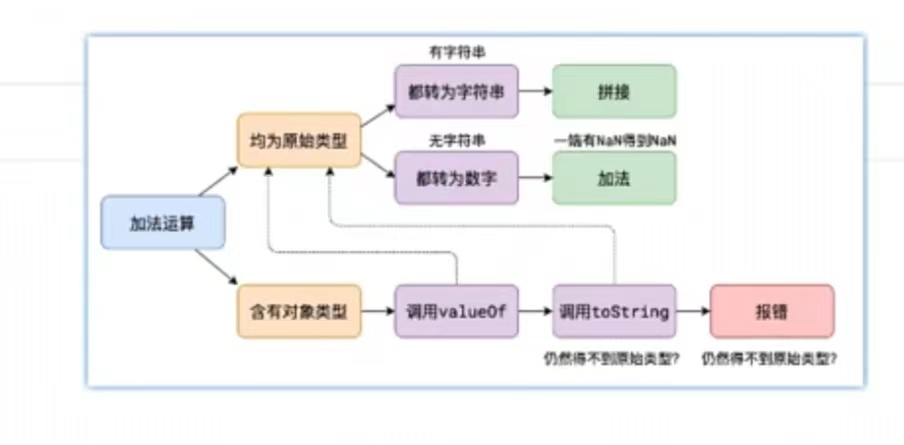 有字符串
都转为字符串
拼接
均为原始类型
无字符串
一端有NaN得到NaN
都转为数字
加法
加法运算
含有对象类型
调用valueOf
调用toString
报错
仍然得不到原始类型?
仍然得不到原始类型?